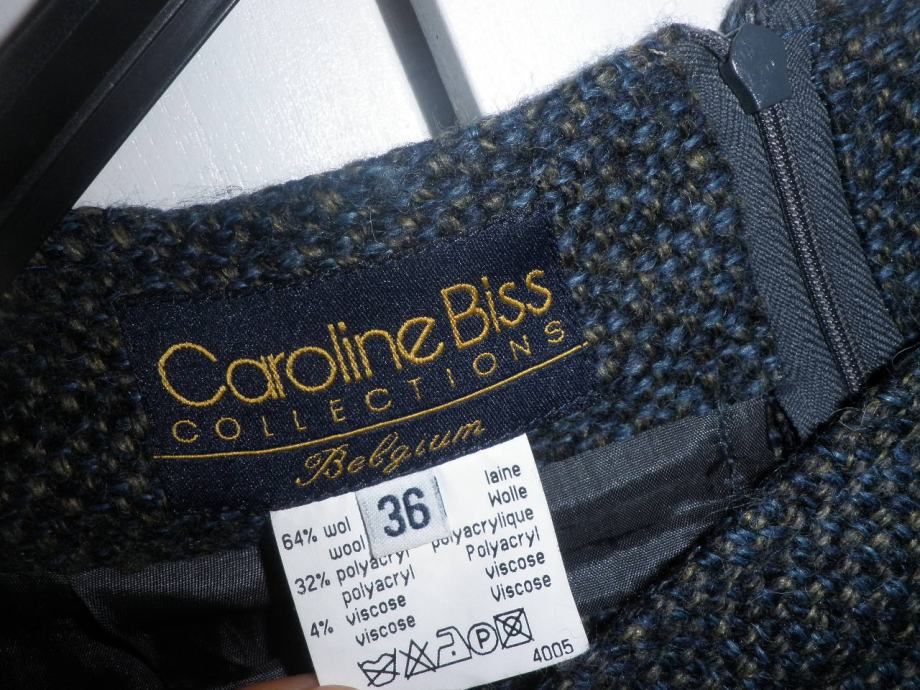 Caroline Biss
COLLECTIONS
Belgium
36
laine
64% wol Wolle
wool polyacrylique
32% polyacryl Polyacryl
polyacryl viscose
4% viscose Viscose
viscose
P
4005